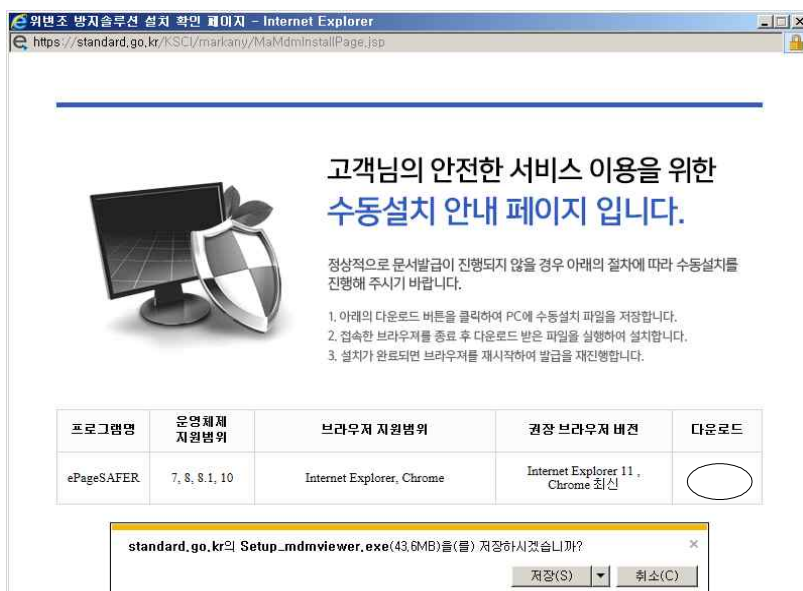 위변조 방지솔루션 설치 확인 페이지 - Internet Explorer
https://standard.go.kr/KSCI/markany/MaMdmInstallPage.jsp
고객님의 안전한 서비스 이용을 위한
수동설치 안내 페이지 입니다.
정상적으로 문서발급이 진행되지 않을 경우 아래의 절차에 따라 수동설치를
진행해 주시기 바랍니다.
1. 아래의 다운로드 버튼을 클릭하여 PC에 수동설치 파일을 저장합니다.
2. 접속한 브라우져를 종료 후 다운로드 받은 파일을 실행하여 설치합니다.
3. 설치가 완료되면 브라우져를 재시작하여 발급을 재진행합니다.
프로그램명 운영체제 지원범위 브라우저 지원범위 권장 브라우저 버전 다운로드
ePageSAFER 7, 8, 8.1, 10 Internet Explorer, Chrome Internet Explorer 11 , Chrome 최신
standard.go.kr의 Setup_mdmviewer.exe(43.6MB)을(를) 저장하시겠습니까?
저장(S) 취소(C)